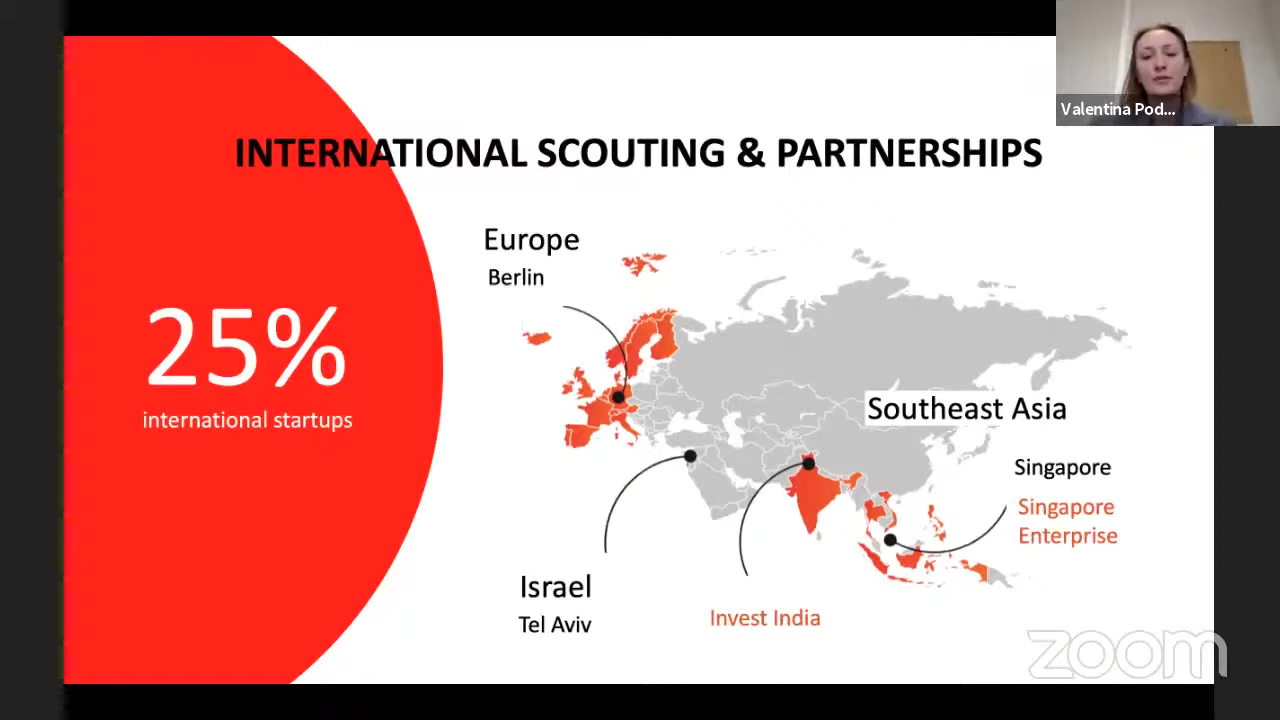 Valentina Pod...
INTERNATIONAL SCOUTING & PARTNERSHIPS
25%
international startups
Europe
Berlin
Southeast Asia
Singapore
Singapore
Enterprise
Israel
Tel Aviv
Invest India
zoom